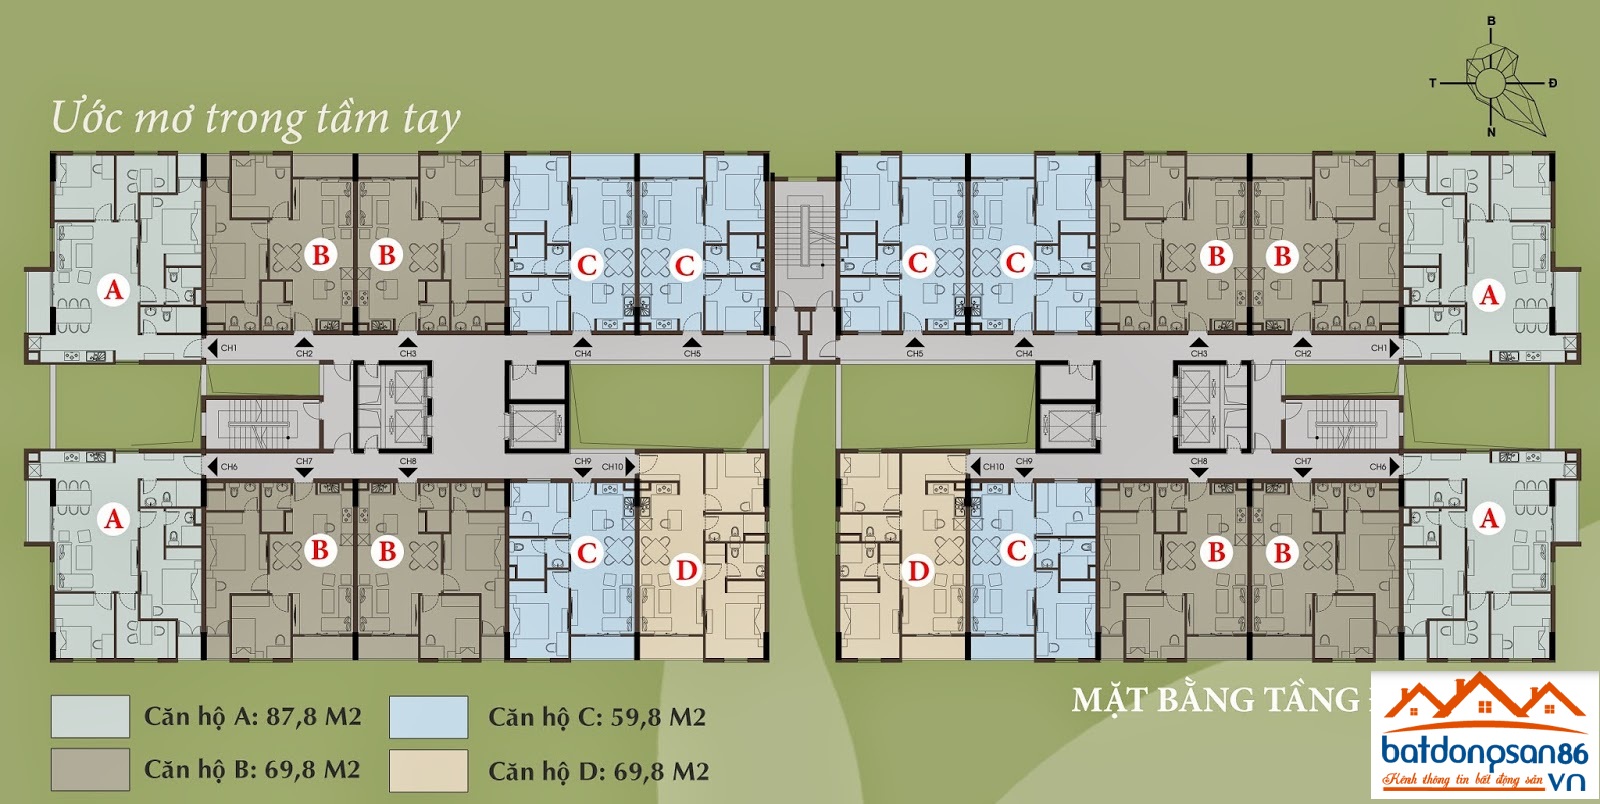 B
T Đ
N
Ước mơ trong tầm tay
B B C C C C B B
A A
CH1 CH2 CH3 CH4 CH5 CH5 CH4 CH3 CH2 CH1
CH6 CH7 CH8 CH9 CH10 CH10 CH9 CH8 CH7 CH6
A A
B B C D D C B B
Căn hộ A: 87,8 M2
Căn hộ C: 59,8 M2
Căn hộ B: 69,8 M2
Căn hộ D: 69,8 M2
MẶT BẰNG TẦNG
batdongsan86
Kênh thông tin bất động sản
VN